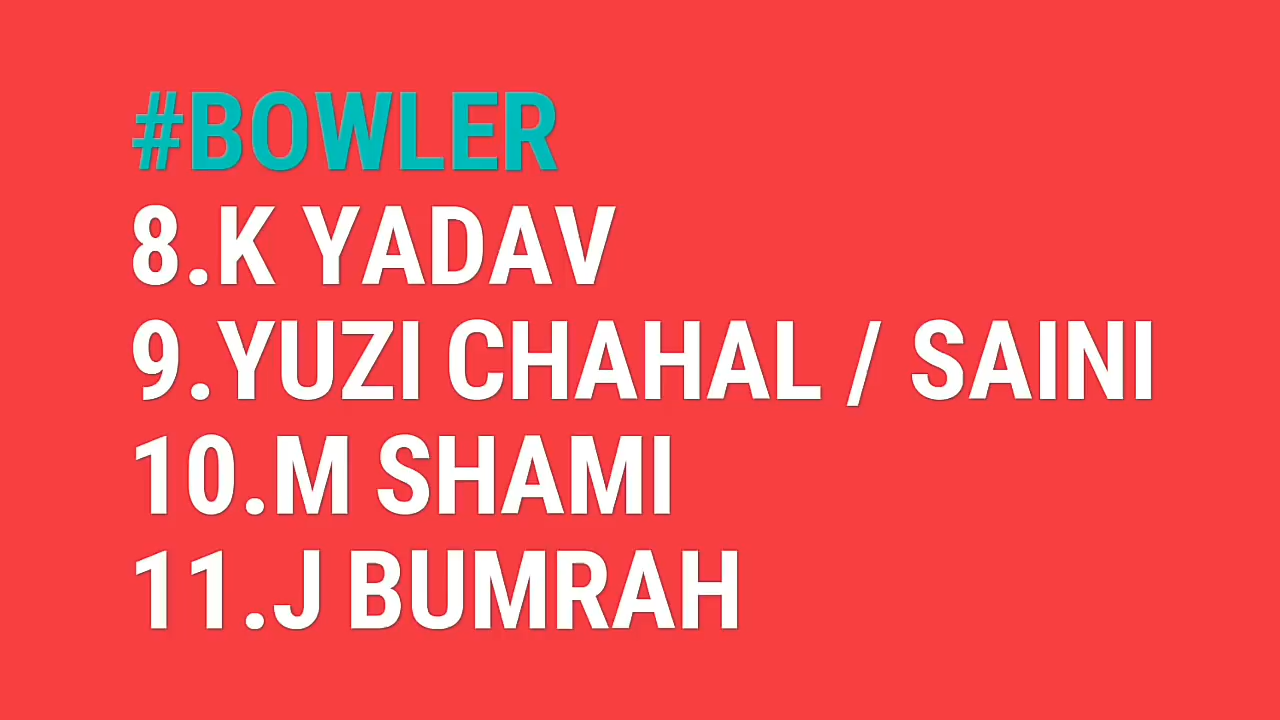 #BOWLER
8.K YADAV
9.YUZI CHAHAL / SAINI
10.M SHAMI
11.J BUMRAH